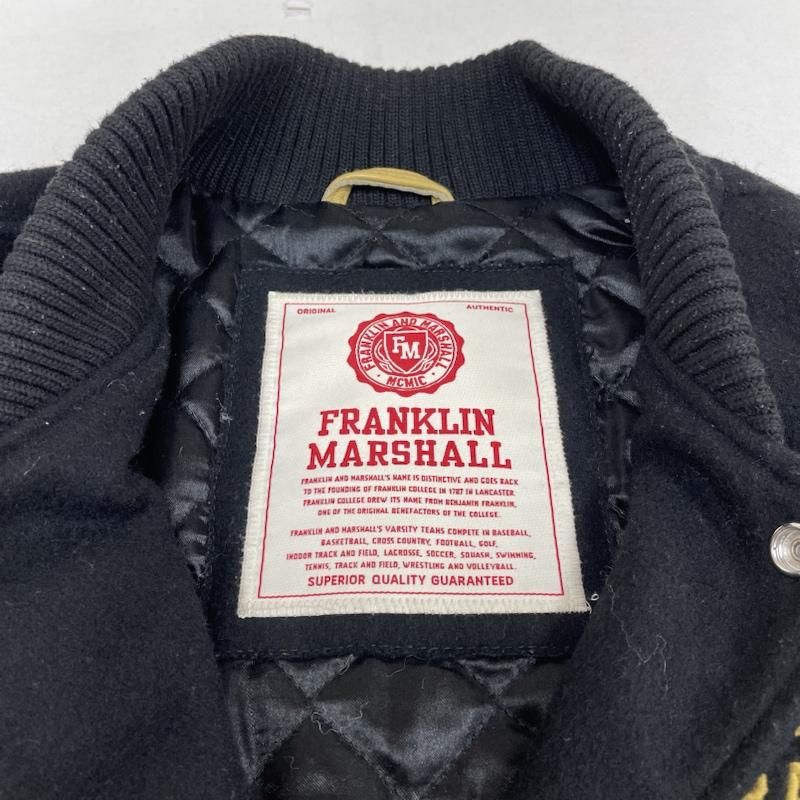 ORIGINAL AUTHENTIC
FRANKLIN AND MARSHALL
FM
MCMIC
FRANKLIN
MARSHALL
FRANKLIN AND MARSHALL'S NAME IS DISTINCTIVE AND GOES BACK
TO THE FOUNDING OF FRANKLIN COLLEGE IN 1787 IN LANCASTER.
FRANKLIN COLLEGE DREW ITS NAME FROM BENJAMIN FRANKLIN,
ONE OF THE ORIGINAL BENEFACTORS OF THE COLLEGE.
FRANKLIN AND MARSHALL'S VARSITY TEAMS COMPETE IN BASEBALL,
BASKETBALL, CROSS COUNTRY, FOOTBALL, GOLF,
INDOOR TRACK AND FIELD, LACROSSE, SOCCER, SQUASH, SWIMMING,
TENNIS, TRACK AND FIELD, WRESTLING AND VOLLEYBALL.
SUPERIOR QUALITY GUARANTEED